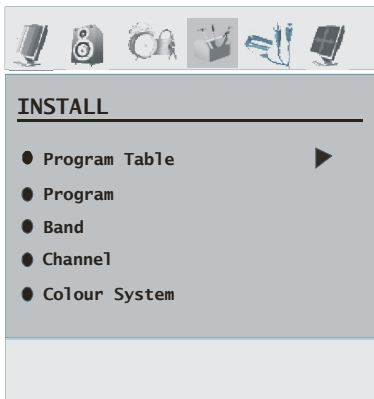 INSTALL
Program Table
Program
Band
Channel
Colour System